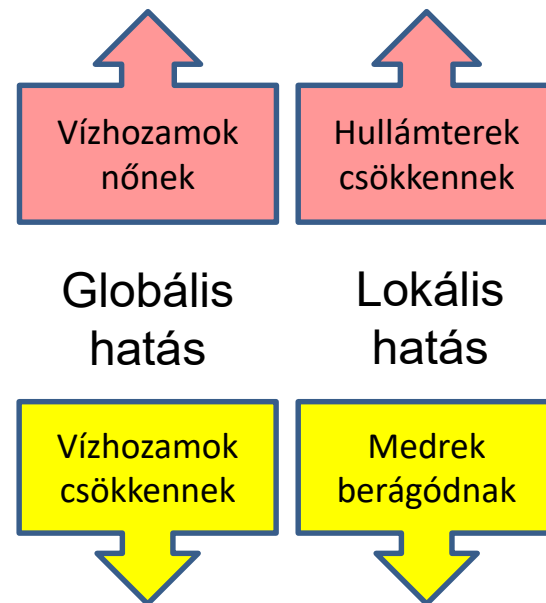 Vízhozamok
nőnek
Hullámterek
csökkennek
Globális
hatás
Lokális
hatás
Vízhozamok
csökkennek
Medrek
berágódnak